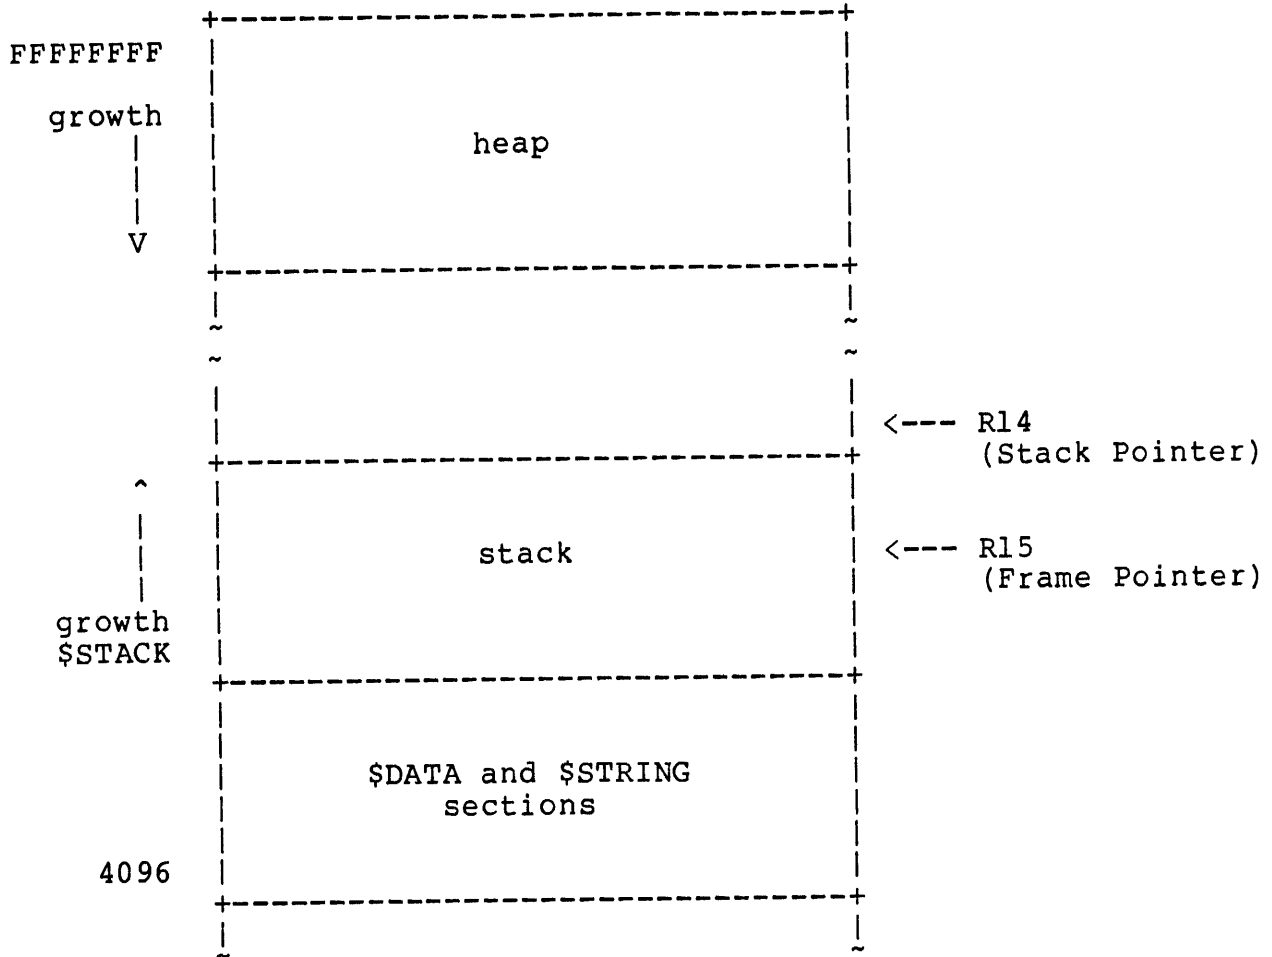 FFFFFFFF
growth
heap
V
<--- R14
(Stack Pointer)
^
stack
<--- R15
(Frame Pointer)
growth
$STACK
$DATA and $STRING
sections
4096